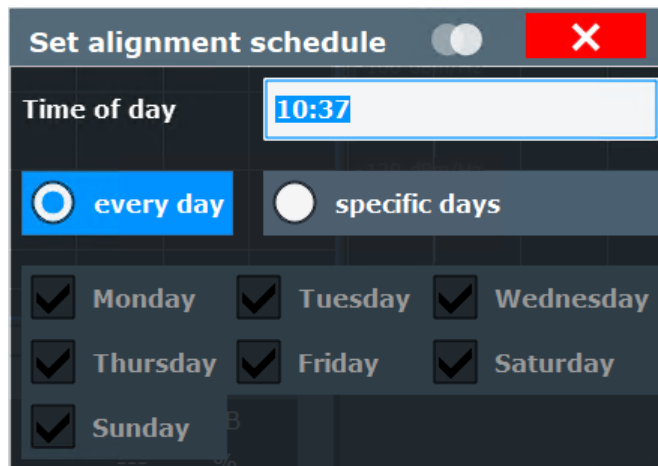 Set alignment schedule
Time of day 10:37
every day specific days
Monday Tuesday Wednesday
Thursday Friday Saturday
Sunday